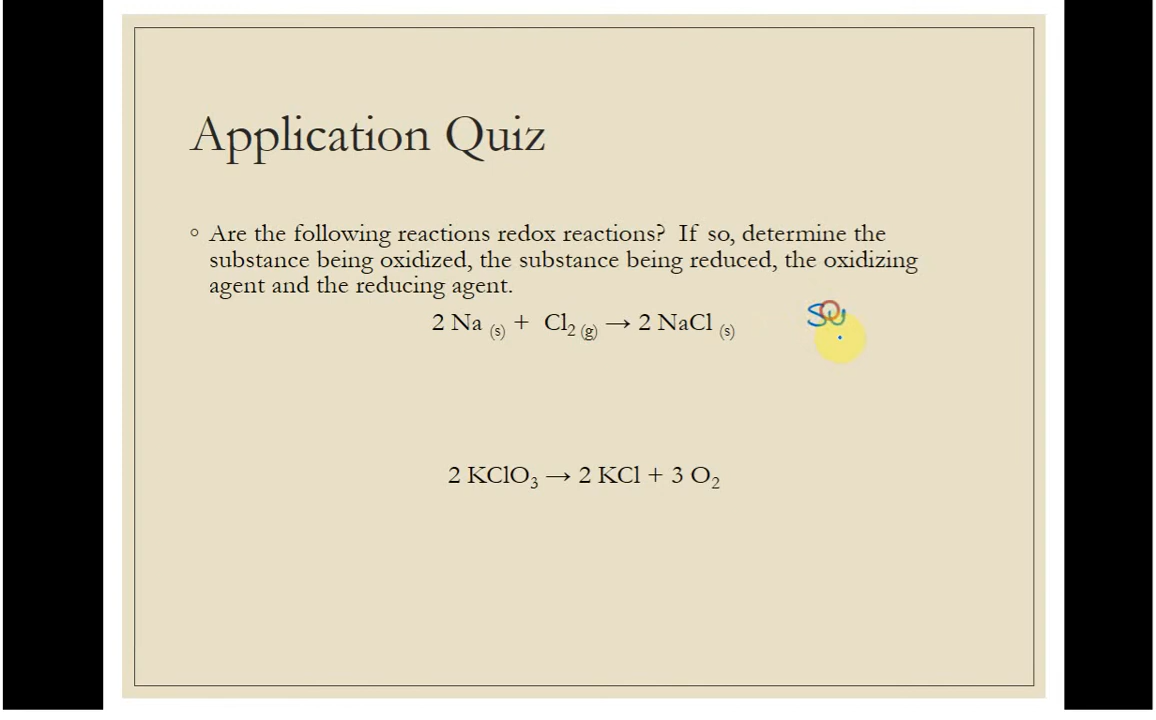 Application Quiz
◦ Are the following reactions redox reactions? If so, determine the
substance being oxidized, the substance being reduced, the oxidizing
agent and the reducing agent.
2 Na (s) + Cl₂ (g) → 2 NaCl (s)
2 KClO₃ → 2 KCl + 3 O₂